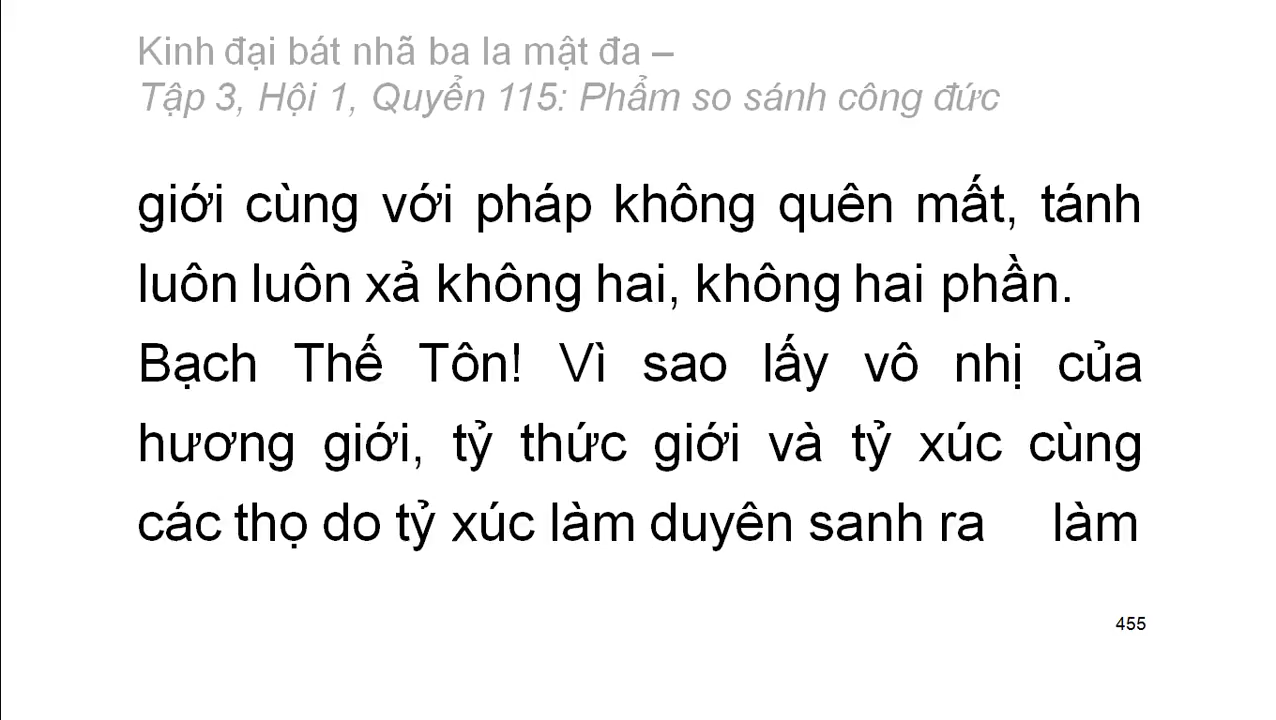 Kinh đại bát nhã ba la mật đa –
Tập 3, Hội 1, Quyển 115: Phẩm so sánh công đức
giới cùng với pháp không quên mất, tánh
luôn luôn xả không hai, không hai phần.
Bạch Thế Tôn! Vì sao lấy vô nhị của
hương giới, tỷ thức giới và tỷ xúc cùng
các thọ do tỷ xúc làm duyên sanh ra làm
455